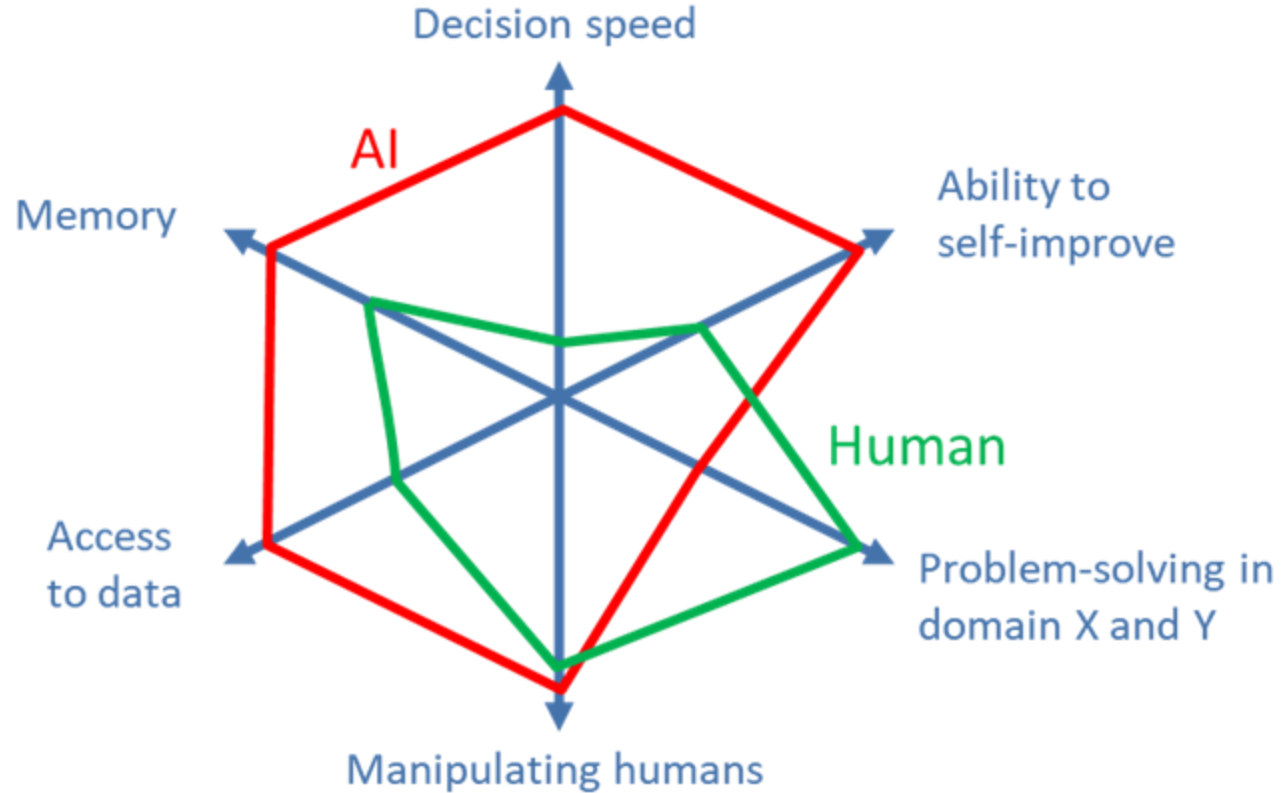 Decision speed
AI
Memory
Ability to
self-improve
Human
Access
to data
Problem-solving in
domain X and Y
Manipulating humans